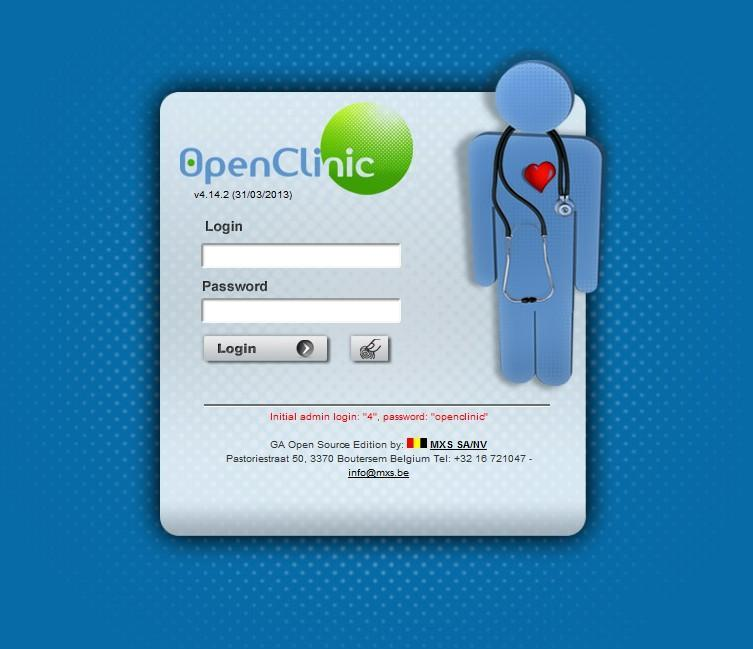 OpenClinic
v4.14.2 (31/03/2013)
Login
Password
Login
Initial admin login: "4", password: "openclinic"
GA Open Source Edition by: MXS SA/NV
Pastoriestraat 50, 3370 Boutersem Belgium Tel: +32 16 721047 -
info@mxs.be